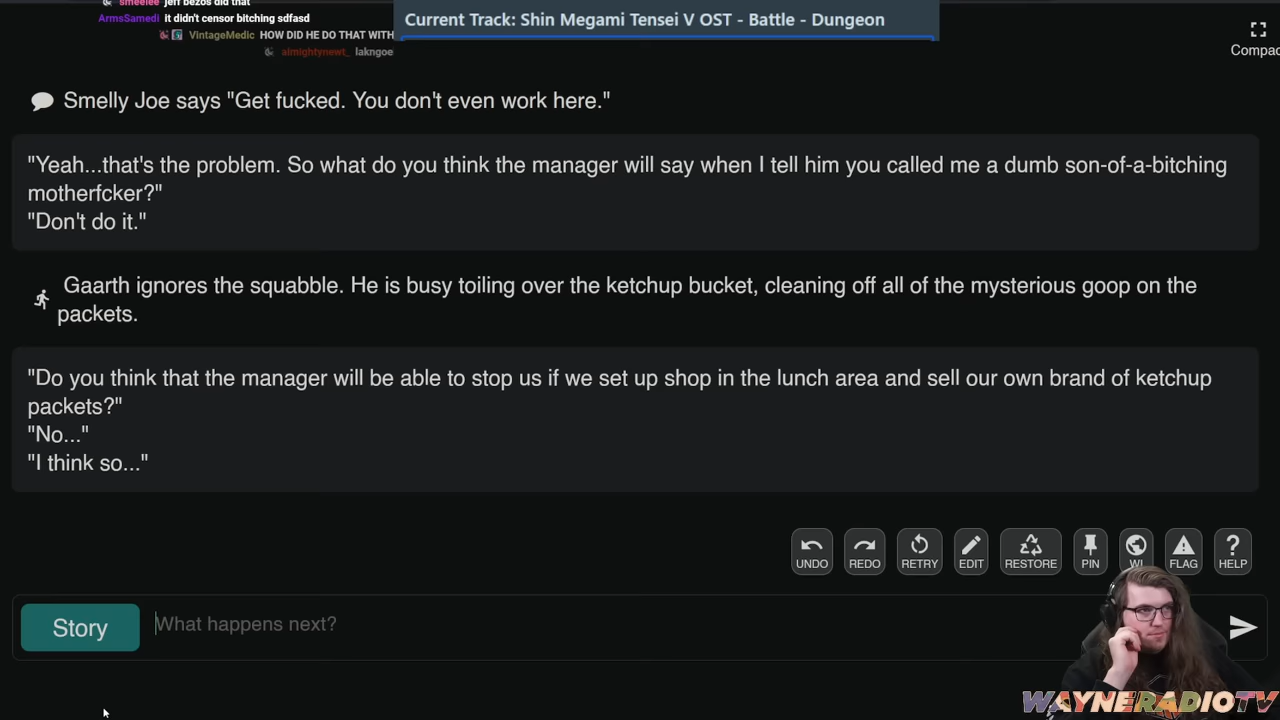 smeelee jeff bezos did that
Current Track: Shin Megami Tensei V OST - Battle - Dungeon
ArmsSamedi it didn't censor bitching sdfasd
VintageMedic HOW DID HE DO THAT WITH
almightynewt_ lakngoe
Compac
Smelly Joe says "Get fucked. You don't even work here."
"Yeah...that's the problem. So what do you think the manager will say when I tell him you called me a dumb son-of-a-bitching
motherfcker?"
"Don't do it."
Gaarth ignores the squabble. He is busy toiling over the ketchup bucket, cleaning off all of the mysterious goop on the
packets.
"Do you think that the manager will be able to stop us if we set up shop in the lunch area and sell our own brand of ketchup
packets?"
"No..."
"I think so..."
UNDO REDO RETRY EDIT RESTORE PIN WI FLAG HELP
Story What happens next?
WAYNERADIOTV